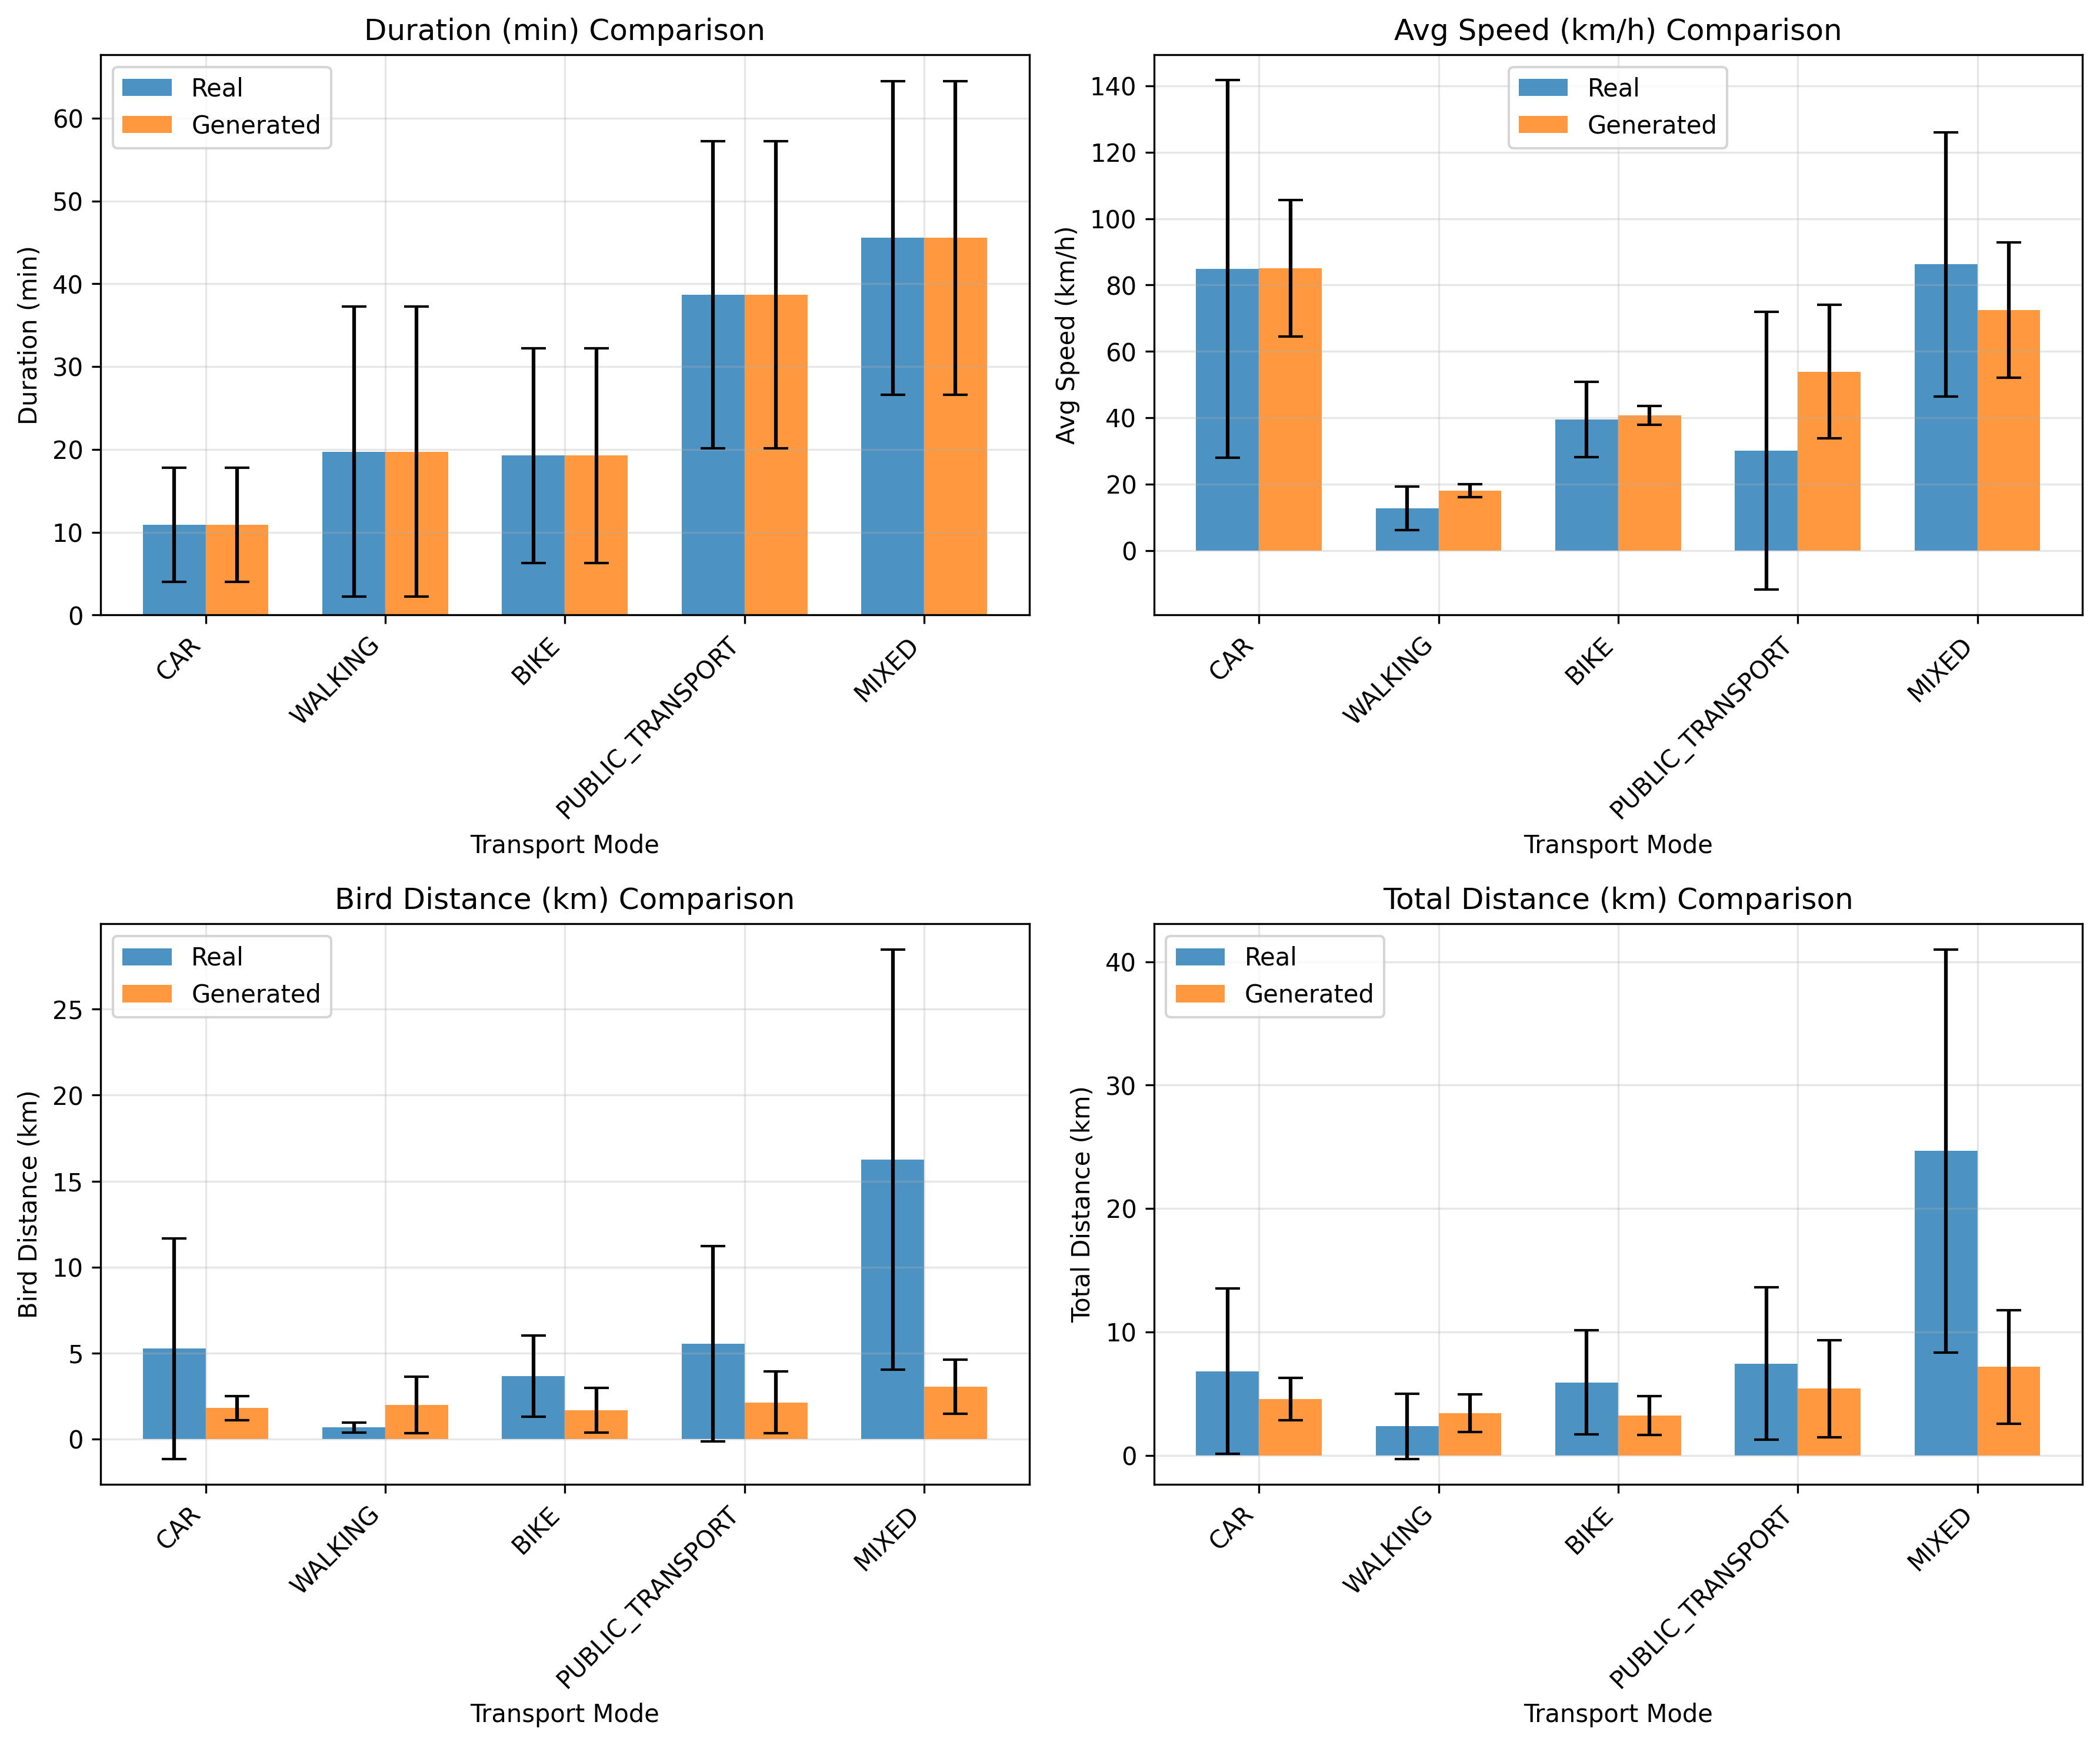 Duration (min) Comparison
Real
Generated
Duration (min)
60
50
40
30
20
10
0
CAR
WALKING
BIKE
PUBLIC_TRANSPORT
MIXED
Transport Mode
Avg Speed (km/h) Comparison
Real
Generated
Avg Speed (km/h)
140
120
100
80
60
40
20
0
CAR
WALKING
BIKE
PUBLIC_TRANSPORT
MIXED
Transport Mode
Bird Distance (km) Comparison
Real
Generated
Bird Distance (km)
25
20
15
10
5
0
CAR
WALKING
BIKE
PUBLIC_TRANSPORT
MIXED
Transport Mode
Total Distance (km) Comparison
Real
Generated
Total Distance (km)
40
30
20
10
0
CAR
WALKING
BIKE
PUBLIC_TRANSPORT
MIXED
Transport Mode